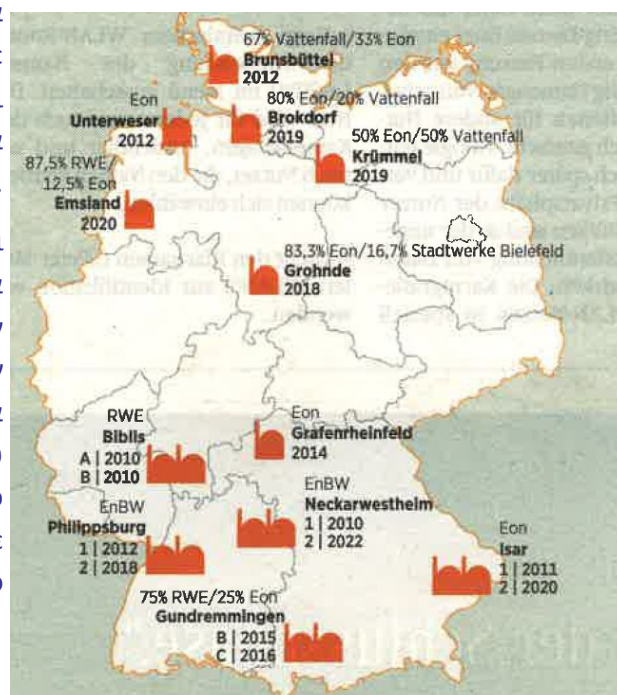 67% Vattenfall/33% Eon
Brunsbüttel
2012
80% Eon/20% Vattenfall
Brokdorf
2019
Eon
Unterweser
2012
50% Eon/50% Vattenfall
Krümmel
2019
87,5% RWE/
12,5% Eon
Emsland
2020
83,3% Eon/16,7% Stadtwerke Bielefeld
Grohnde
2018
RWE
Biblis
A | 2010
B | 2010
Eon
Grafenrheinfeld
2014
EnBW
Philippsburg
1 | 2012
2 | 2018
EnBW
Neckarwestheim
1 | 2010
2 | 2022
Eon
Isar
1 | 2011
2 | 2020
75% RWE/25% Eon
Gundremmingen
B | 2015
C | 2016